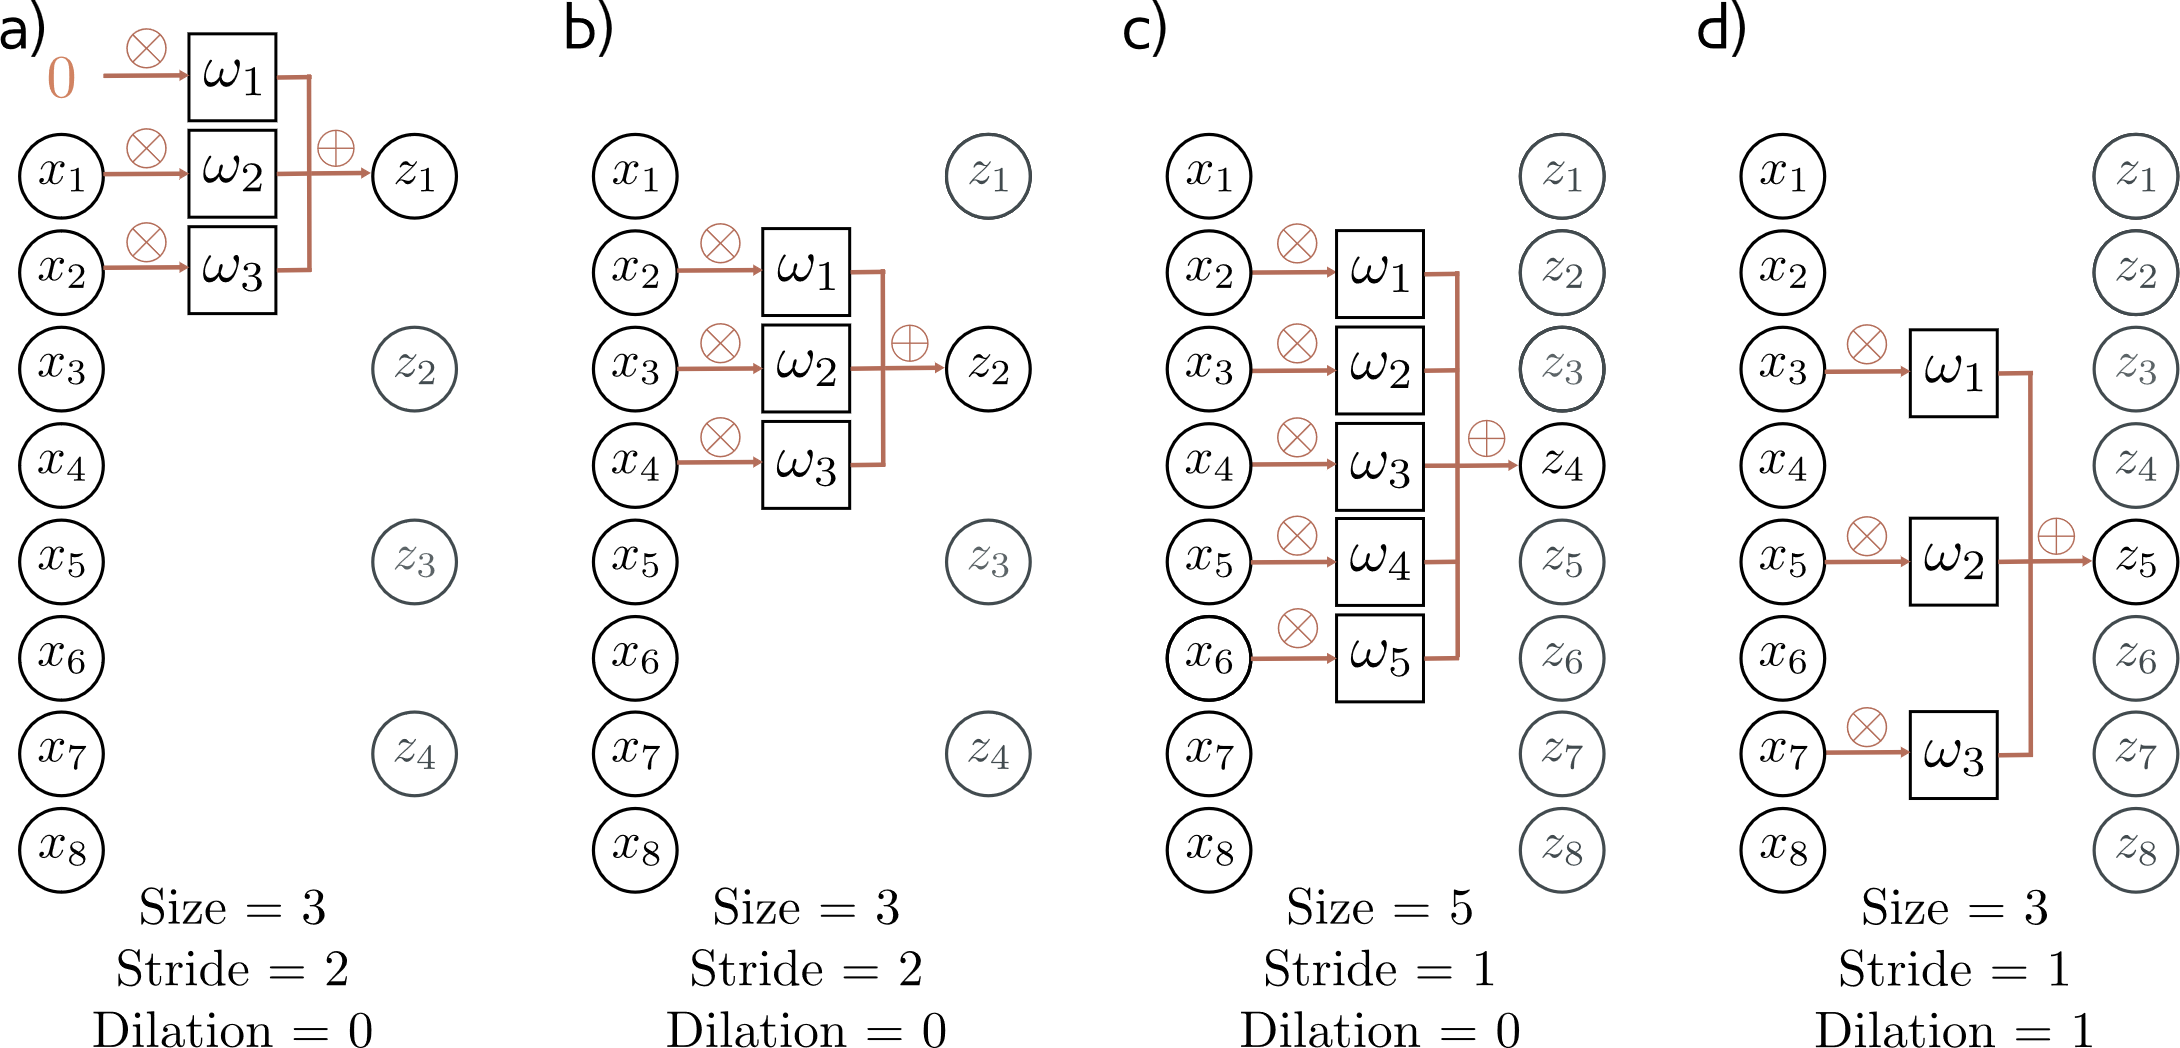 a) b) c) d)
0 ω1
x1 ω2 z1 x1 z1 x1 z1 x1 z1
x2 ω3 x2 ω1 x2 ω1 z2 x2 z2
x3 z2 x3 ω2 z2 x3 ω2 z3 x3 ω1 z3
x4 x4 ω3 x4 ω3 z4 x4 z4
x5 z3 x5 z3 x5 ω4 z5 x5 ω2 z5
x6 x6 x6 ω5 z6 x6 z6
x7 z4 x7 z4 x7 z7 x7 ω3 z7
x8 x8 x8 z8 x8 z8
Size = 3 Size = 3 Size = 5 Size = 3
Stride = 2 Stride = 2 Stride = 1 Stride = 1
Dilation = 0 Dilation = 0 Dilation = 0 Dilation = 1